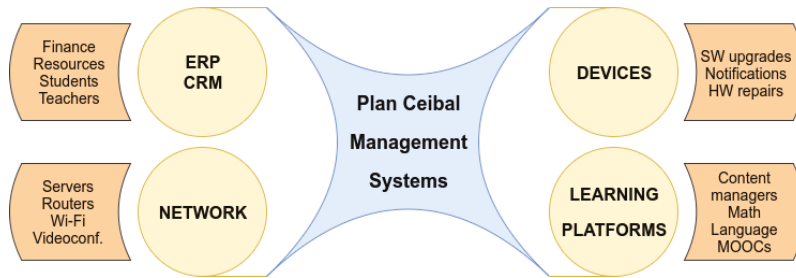 Finance
Resources
Students
Teachers
ERP
CRM
Plan Ceibal
Management
Systems
DEVICES
SW upgrades
Notifications
HW repairs
Servers
Routers
Wi-Fi
Videoconf.
NETWORK
LEARNING
PLATFORMS
Content
managers
Math
Language
MOOCs